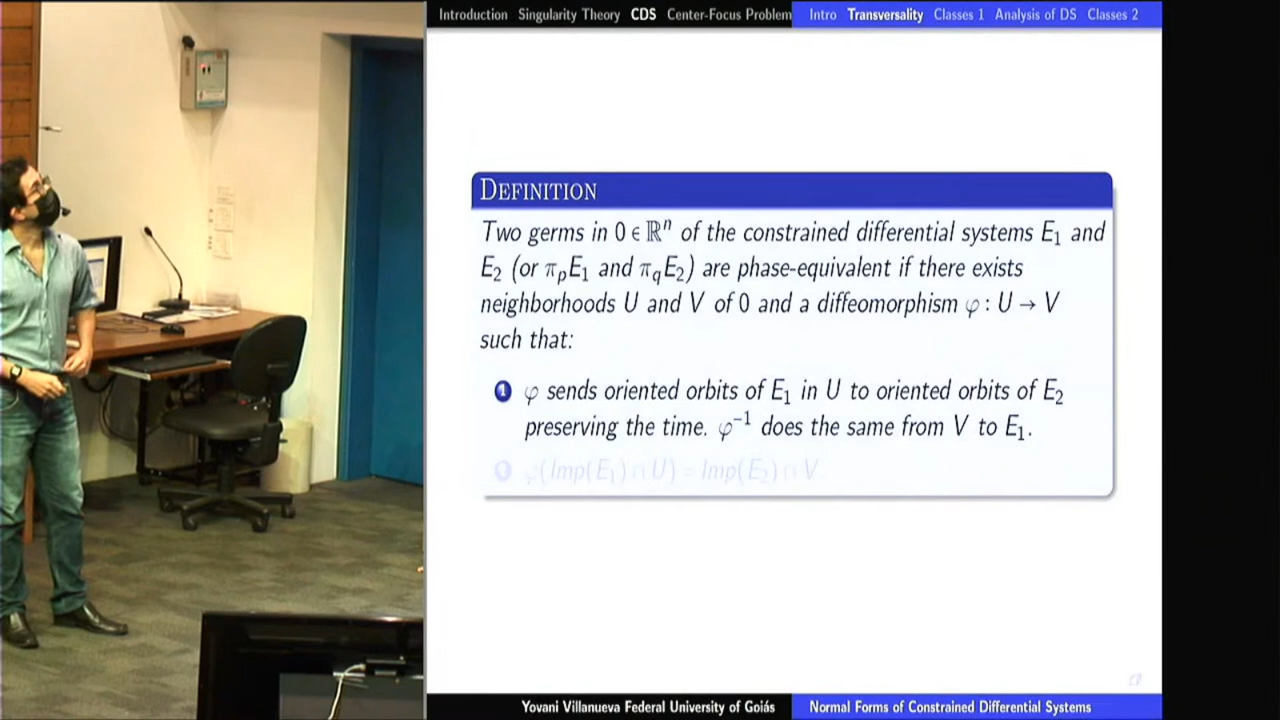 Introduction Singularity Theory CDS Center-Focus Problem Intro Transversality Classes 1 Analysis of DS Classes 2
DEFINITION
Two germs in 0 ∈ ℝⁿ of the constrained differential systems E₁ and
E₂ (or πₚE₁ and π_qE₂) are phase-equivalent if there exists
neighborhoods U and V of 0 and a diffeomorphism φ : U → V
such that:
1 φ sends oriented orbits of E₁ in U to oriented orbits of E₂
preserving the time. φ⁻¹ does the same from V to E₁.
2 φ(Imp(E₁) ∩ U) = Imp(E₂) ∩ V.
Yovani Villanueva Federal University of Goiás Normal Forms of Constrained Differential Systems